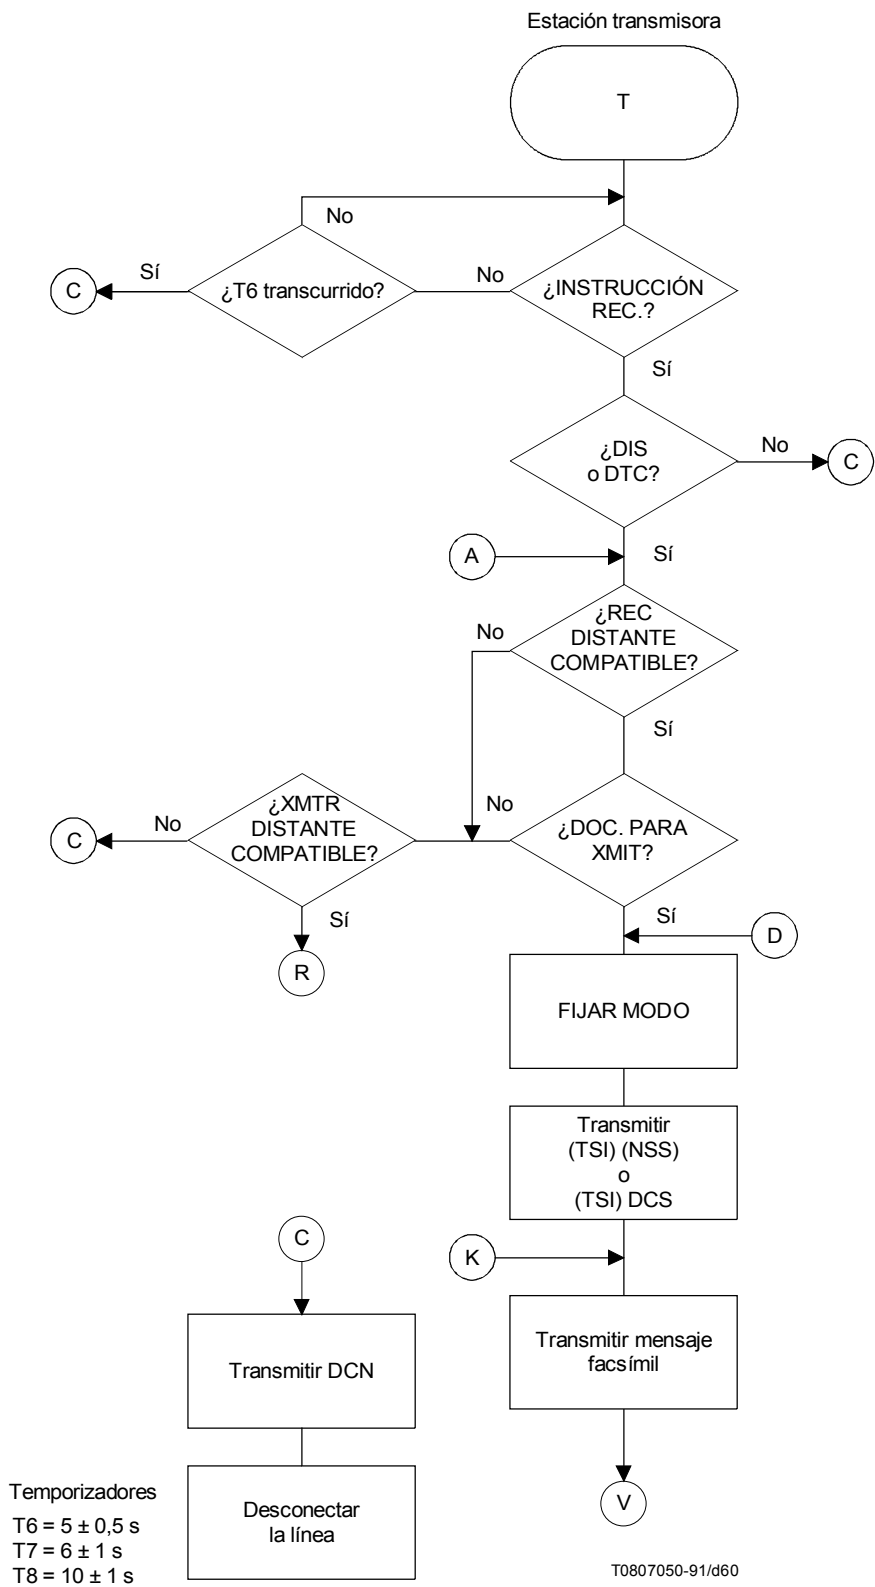 Estación transmisora
T
No
¿T6 transcurrido?
Sí
C
No
¿INSTRUCCIÓN
REC.?
Sí
¿DIS
o DTC?
No
C
A
Sí
¿REC
DISTANTE
COMPATIBLE?
No
Sí
¿XMTR
DISTANTE
COMPATIBLE?
No
C
No
¿DOC. PARA
XMIT?
Sí
R
Sí
D
FIJAR MODO
Transmitir
(TSI) (NSS)
o
(TSI) DCS
K
Transmitir mensaje
facsímil
V
C
Transmitir DCN
Desconectar
la línea
Temporizadores
T6 = 5 ± 0,5 s
T7 = 6 ± 1 s
T8 = 10 ± 1 s
T0807050-91/d60